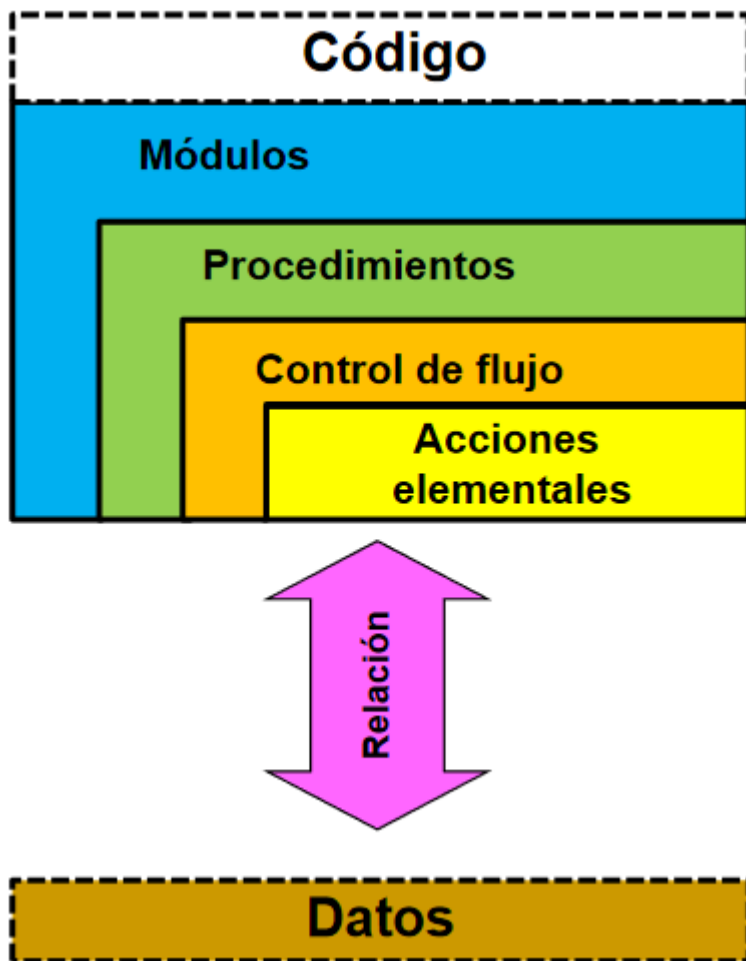 Código
Módulos
Procedimientos
Control de flujo
Acciones
elementales
Relación
Datos